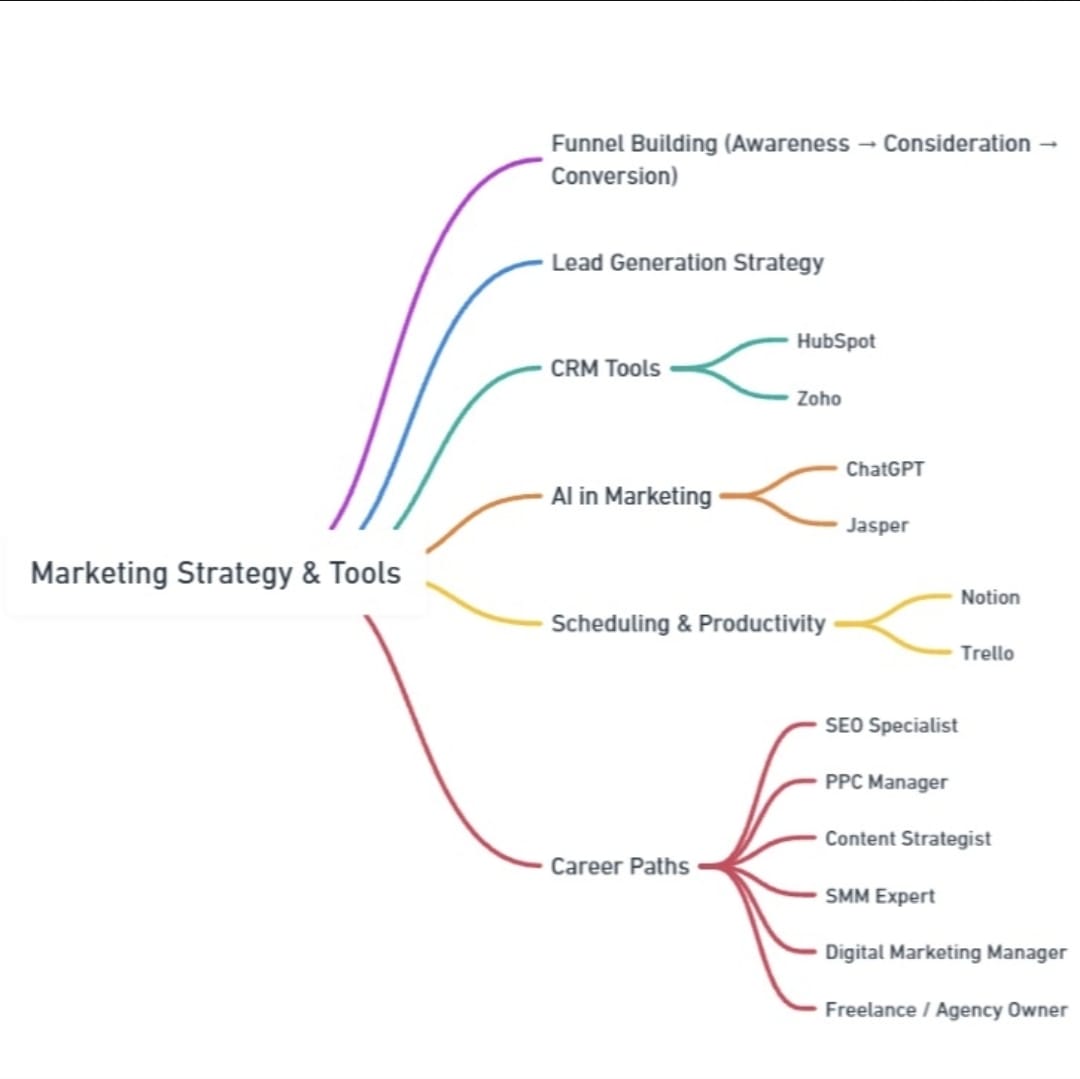 Funnel Building (Awareness → Consideration →
Conversion)
Lead Generation Strategy
CRM Tools
HubSpot
Zoho
AI in Marketing
ChatGPT
Jasper
Marketing Strategy & Tools
Scheduling & Productivity
Notion
Trello
Career Paths
SEO Specialist
PPC Manager
Content Strategist
SMM Expert
Digital Marketing Manager
Freelance / Agency Owner